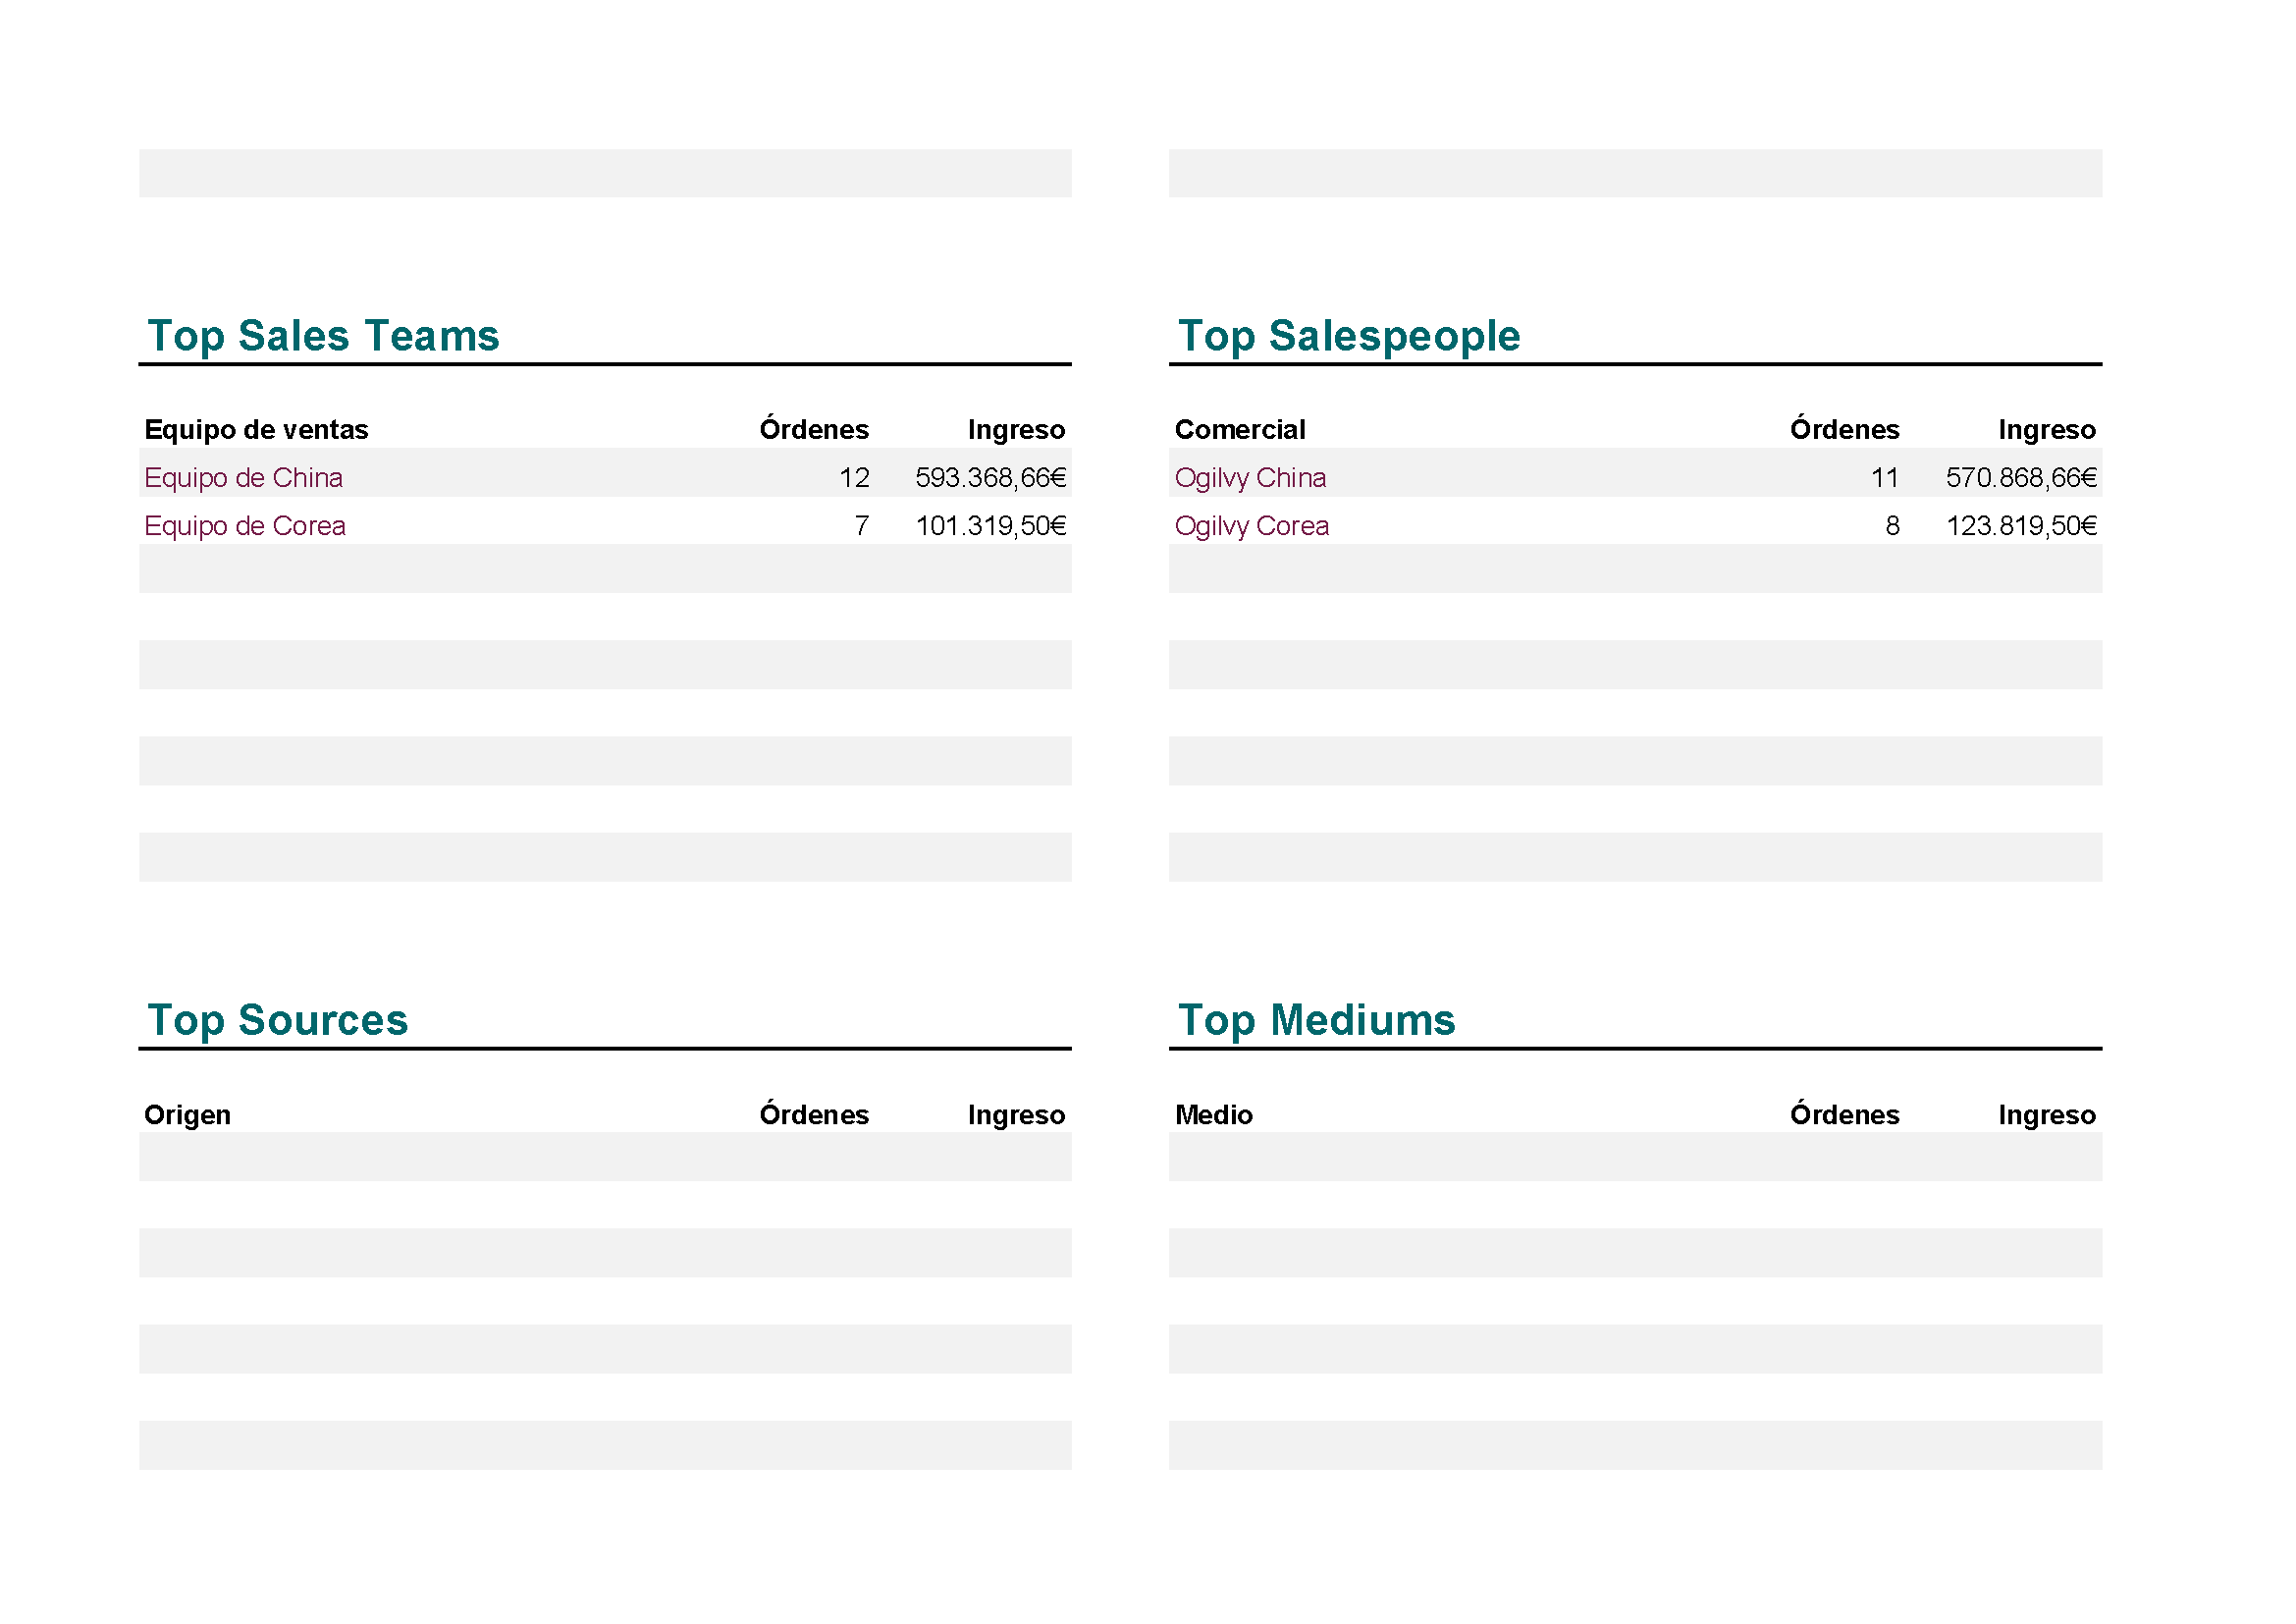 Top Sales Teams
Equipo de ventas Órdenes Ingreso
Equipo de China 12 593.368,66€
Equipo de Corea 7 101.319,50€
Top Salespeople
Comercial Órdenes Ingreso
Ogilvy China 11 570.868,66€
Ogilvy Corea 8 123.819,50€
Top Sources
Origen Órdenes Ingreso
Top Mediums
Medio Órdenes Ingreso